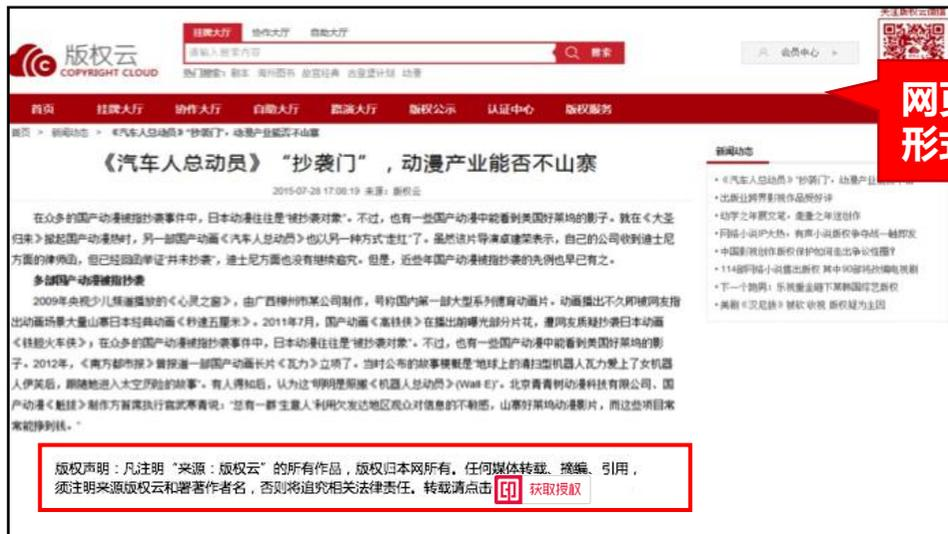 关注版权云微信
挂牌大厅 协作大厅 自助大厅
版权云
COPYRIGHT CLOUD
请输入搜索内容
搜索
热门搜索：剧本 海外图书 故宫经典 古登堡计划 动漫
会员中心
首页 挂牌大厅 协作大厅 自助大厅 路演大厅 版权公示 认证中心 版权服务
首页 > 新闻动态 > 《汽车人总动员》“抄袭门”，动漫产业能否不山寨
《汽车人总动员》“抄袭门”，动漫产业能否不山寨
2015-07-28 17:08:19 来源：版权云
在众多的国产动漫被指抄袭事件中，日本动漫往往是“被抄袭对象”。不过，也有一些国产动漫中能看到美国好莱坞的影子。就在《大圣
归来》掀起国产动漫热时，另一部国产动画《汽车人总动员》也以另一种方式“走红”了。虽然该片导演卓建荣表示，自己的公司收到迪士尼
方面的律师函，但已经回函举证“并未抄袭”，迪士尼方面也没有继续追究。但是，近些年国产动漫被指抄袭的先例也早已有之。
多部国产动漫被指抄袭
2009年央视少儿频道播放的《心灵之窗》，由广西柳州市某公司制作，号称国内第一部大型系列德育动画片。动画播出不久即被网友指
出动画场景大量山寨日本经典动画《秒速五厘米》。2011年7月，国产动画《高铁侠》在播出前曝光部分片花，遭网友质疑抄袭日本动画
《铁胆火车侠》；在众多的国产动漫被指抄袭事件中，日本动漫往往是“被抄袭对象”。不过，也有一些国产动漫中能看到美国好莱坞的影
子。2012年，《南方都市报》曾报道一部国产动画长片《瓦力》立项了。当时公布的故事梗概是“地球上的清扫型机器人瓦力爱上了女机器
人伊芙后，跟随她进入太空历险的故事”。有人得知后，认为这“明明是照搬《机器人总动员》(Wall·E)”。北京青青树动漫科技有限公司、国
产动漫《魁拔》制作方首席执行官武寒青说：“总有一群‘生意人’利用欠发达地区观众对信息的不敏感，山寨好莱坞动漫影片，而这些项目常
常能挣到钱。”
新闻动态
•《汽车人总动员》“抄袭门”，动漫产业
•出版业跨界影视作品受好评
•网络小说IP大热，有声小说版权争夺战一触即发
•中国影视创作版权保护如何走出争议怪圈？
•114部网络小说售出版权 其中90部将改编电视剧
•下一个跑男：乐视重金砸下某韩国综艺版权
•美剧《汉尼拔》被砍 收视 版权疑为主因
网页
形式
版权声明：凡注明“来源：版权云”的所有作品，版权归本网所有。任何媒体转载、摘编、引用，
须注明来源版权云和署著作者名，否则将追究相关法律责任。转载请点击 印 获取授权